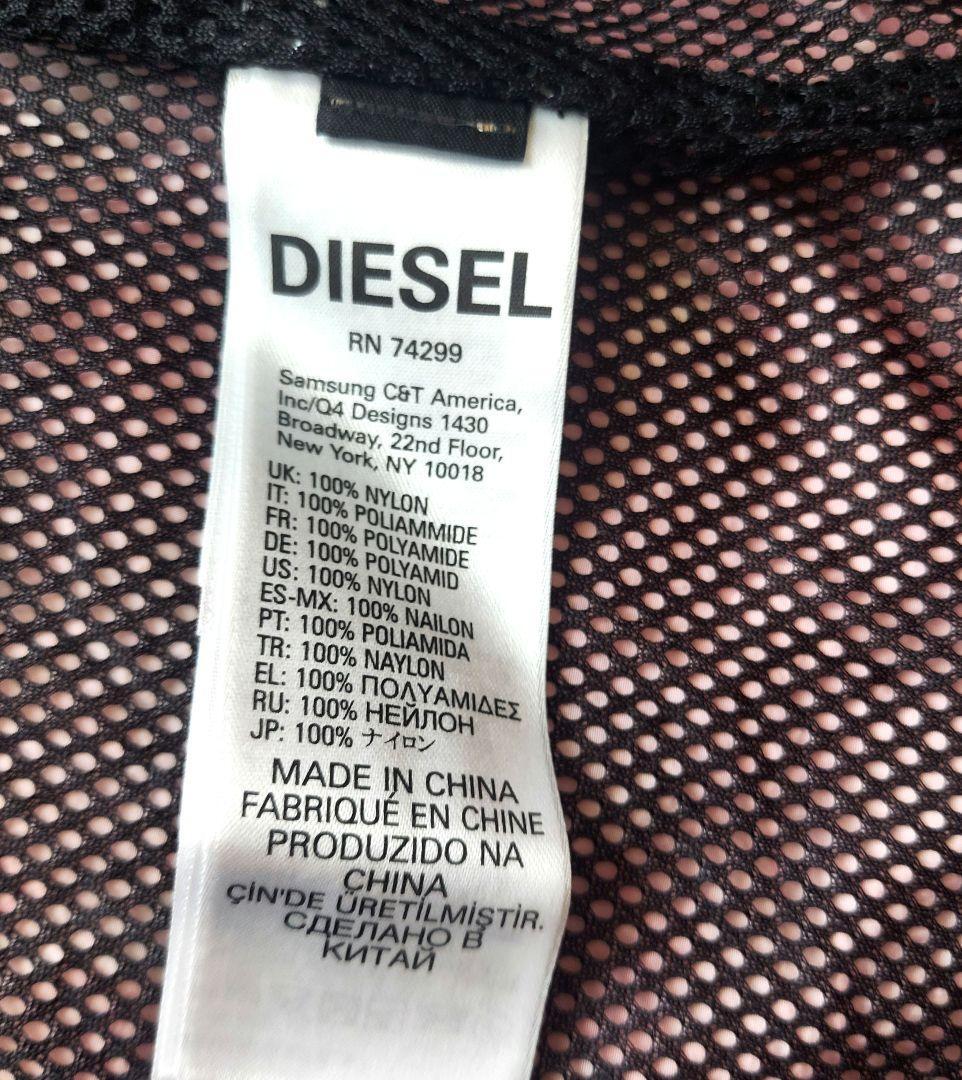 DIESEL
RN 74299
Samsung C&T America,
Inc/Q4 Designs 1430
Broadway, 22nd Floor,
New York, NY 10018
UK: 100% NYLON
IT: 100% POLIAMMIDE
FR: 100% POLYAMIDE
DE: 100% POLYAMID
US: 100% NYLON
ES-MX: 100% NAILON
PT: 100% POLIAMIDA
TR: 100% NAYLON
EL: 100% ΠΟΛΥΑΜΙΔΕΣ
RU: 100% НЕЙЛОН
JP: 100% ナイロン
MADE IN CHINA
FABRIQUÉ EN CHINE
PRODUZIDO NA
CHINA
ÇİN'DE ÜRETİLMİŞTİR.
СДЕЛАНО В
КИТАЙ